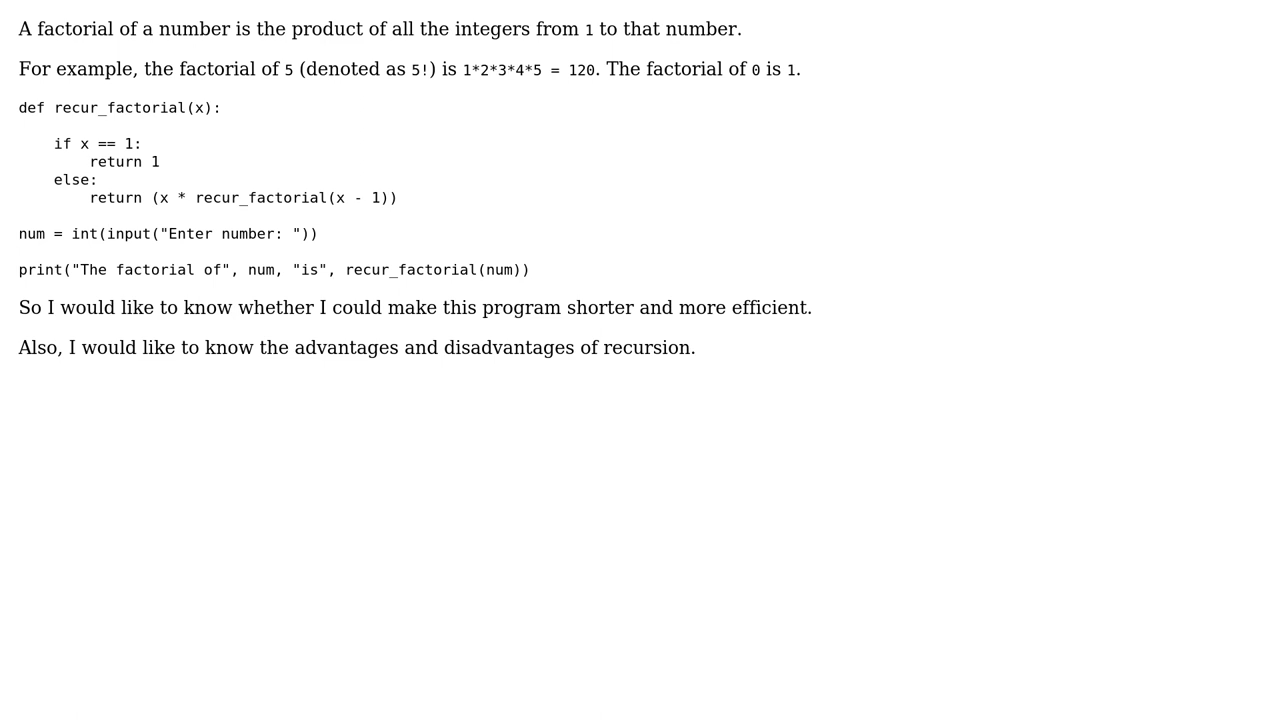 A factorial of a number is the product of all the integers from 1 to that number.
For example, the factorial of 5 (denoted as 5!) is 1*2*3*4*5 = 120. The factorial of 0 is 1.
def recur_factorial(x):
    if x == 1:
        return 1
    else:
        return (x * recur_factorial(x - 1))
num = int(input("Enter number: "))
print("The factorial of", num, "is", recur_factorial(num))
So I would like to know whether I could make this program shorter and more efficient.
Also, I would like to know the advantages and disadvantages of recursion.